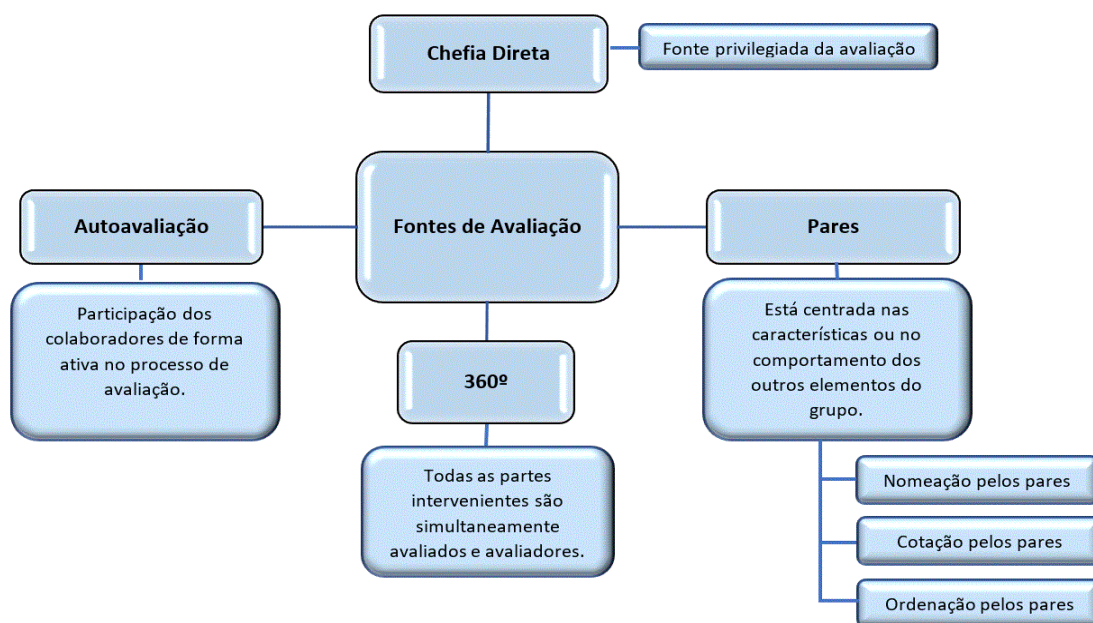 Chefia Direta
Fonte privilegiada da avaliação
Autoavaliação
Fontes de Avaliação
Pares
Participação dos
colaboradores de forma
ativa no processo de
avaliação.
360º
Está centrada nas
características ou no
comportamento dos
outros elementos do
grupo.
Todas as partes
intervenientes são
simultaneamente
avaliados e avaliadores.
Nomeação pelos pares
Cotação pelos pares
Ordenação pelos pares